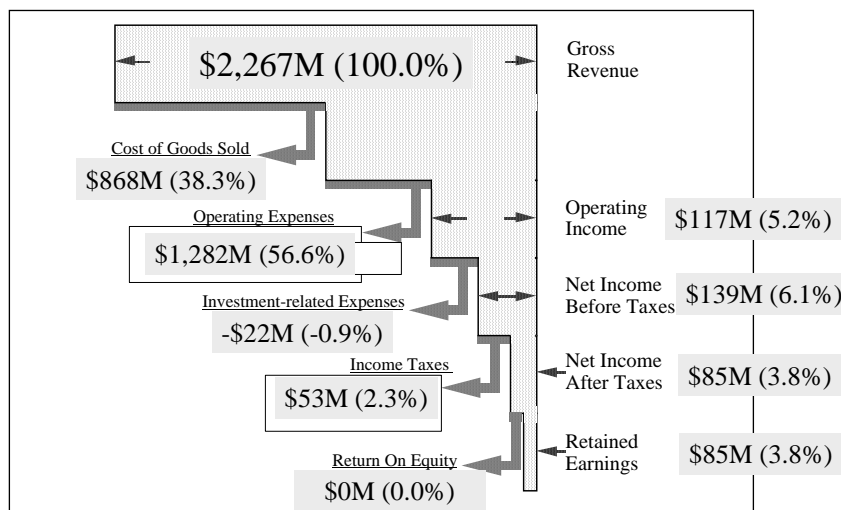 $2,267M (100.0%)
Gross
Revenue
Cost of Goods Sold
$868M (38.3%)
Operating Expenses
$1,282M (56.6%)
Operating
Income
$117M (5.2%)
Investment-related Expenses
-$22M (-0.9%)
Net Income
Before Taxes
$139M (6.1%)
Income Taxes
$53M (2.3%)
Net Income
After Taxes
$85M (3.8%)
Return On Equity
$0M (0.0%)
Retained
Earnings
$85M (3.8%)